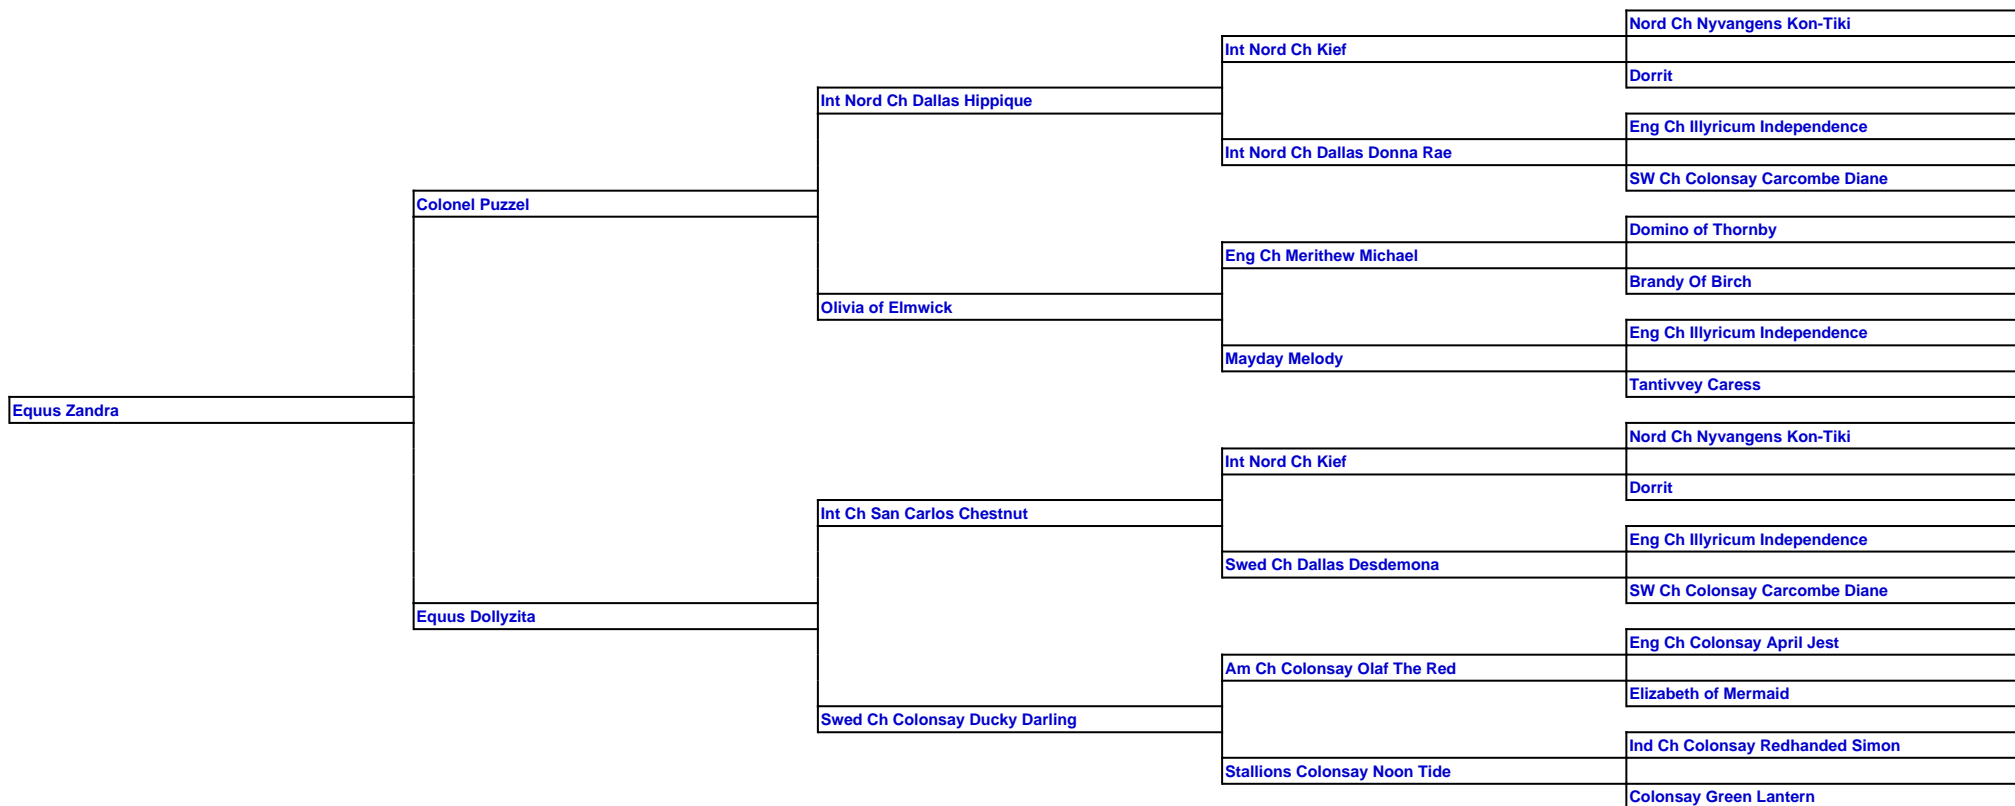 Nord Ch Nyvangens Kon-Tiki
Int Nord Ch Kief
Dorrit
Int Nord Ch Dallas Hippique
Eng Ch Illyricum Independence
Int Nord Ch Dallas Donna Rae
SW Ch Colonsay Carcombe Diane
Colonel Puzzel
Domino of Thornby
Eng Ch Merithew Michael
Brandy Of Birch
Olivia of Elmwick
Eng Ch Illyricum Independence
Mayday Melody
Tantivvey Caress
Equus Zandra
Nord Ch Nyvangens Kon-Tiki
Int Nord Ch Kief
Dorrit
Int Ch San Carlos Chestnut
Eng Ch Illyricum Independence
Swed Ch Dallas Desdemona
SW Ch Colonsay Carcombe Diane
Equus Dollyzita
Eng Ch Colonsay April Jest
Am Ch Colonsay Olaf The Red
Elizabeth of Mermaid
Swed Ch Colonsay Ducky Darling
Ind Ch Colonsay Redhanded Simon
Stallions Colonsay Noon Tide
Colonsay Green Lantern